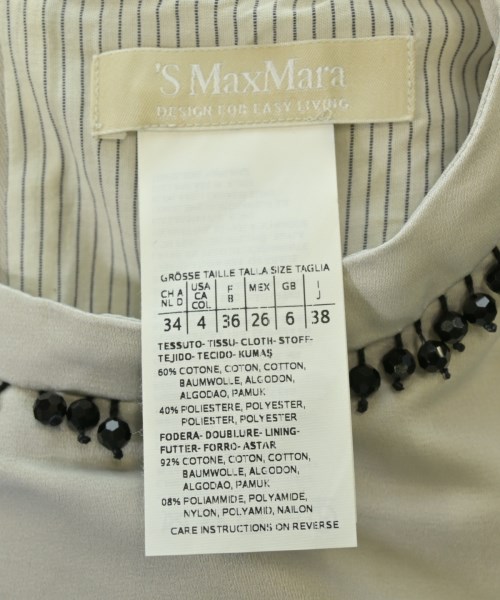 'S MaxMara
DESIGN FOR EASY LIVING
GRÖSSE TAILLE TALLA SIZE TAGLIA
CH A USA F MEX GB I
NL D CA B J
COL
34 4 36 26 6 38
TESSUTO-TISSU-CLOTH-STOFF-
TEJIDO-TECIDO-KUMAŞ
60% COTONE, COTON, COTTON,
BAUMWOLLE, ALGODON,
ALGODAO, PAMUK
40% POLIESTERE, POLYESTER,
POLIESTER, POLYESTER
FODERA-DOUBLURE-LINING-
FUTTER-FORRO-ASTAR
92% COTONE, COTON, COTTON,
BAUMWOLLE, ALGODON,
ALGODAO, PAMUK
08% POLIAMMIDE, POLYAMIDE,
NYLON, POLYAMID, NAILON
CARE INSTRUCTIONS ON REVERSE